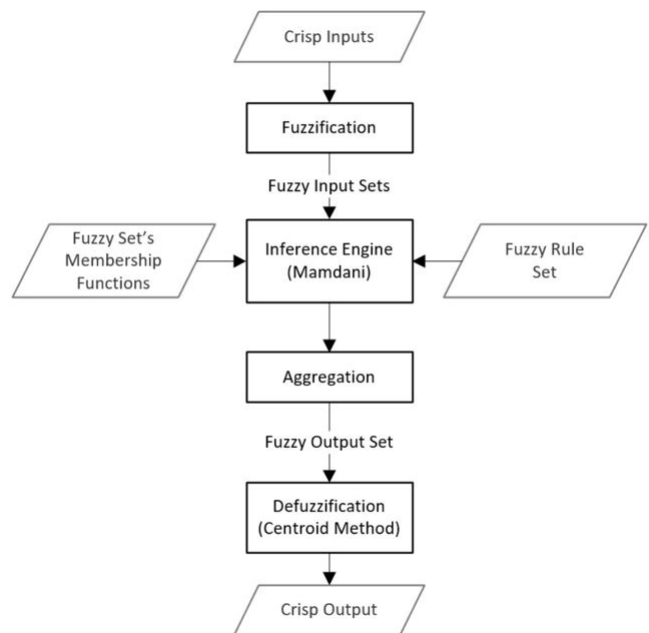 Crisp Inputs
Fuzzification
Fuzzy Input Sets
Fuzzy Set's
Membership
Functions
Inference Engine
(Mamdani)
Fuzzy Rule
Set
Aggregation
Fuzzy Output Set
Defuzzification
(Centroid Method)
Crisp Output